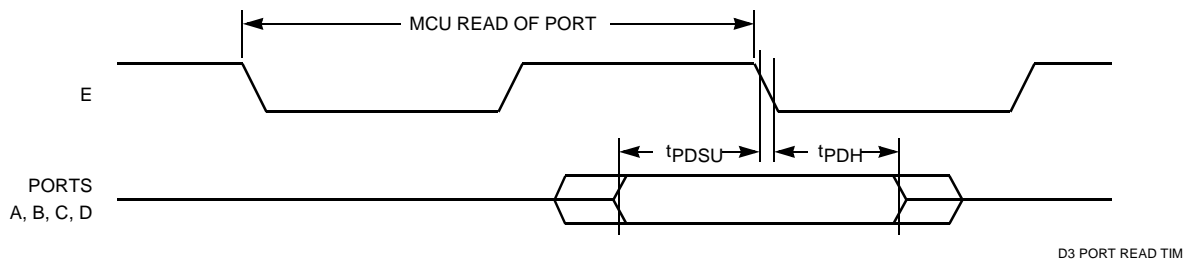 MCU READ OF PORT
E
tPDSU
tPDH
PORTS
A, B, C, D
D3 PORT READ TIM